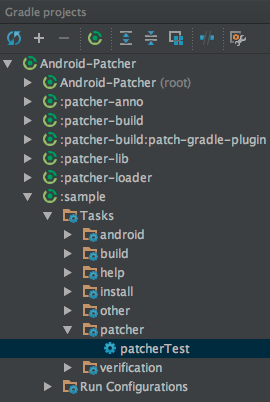 Gradle projects
Android-Patcher
Android-Patcher (root)
:patcher-anno
:patcher-build
:patcher-build:patch-gradle-plugin
:patcher-lib
:patcher-loader
:sample
Tasks
android
build
help
install
other
patcher
patcherTest
verification
Run Configurations